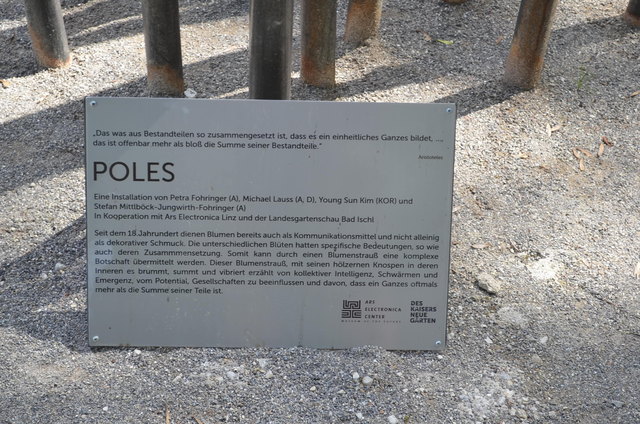 „Das was aus Bestandteilen so zusammengesetzt ist, dass es ein einheitliches Ganzes bildet, ...,
das ist offenbar mehr als bloß die Summe seiner Bestandteile."
Aristoteles
POLES
Eine Installation von Petra Fohringer (A), Michael Lauss (A, D), Young Sun Kim (KOR) und
Stefan Mittlböck-Jungwirth-Fohringer (A)
In Kooperation mit Ars Electronica Linz und der Landesgartenschau Bad Ischl
Seit dem 18.Jahrundert dienen Blumen bereits auch als Kommunikationsmittel und nicht alleinig
als dekorativer Schmuck. Die unterschiedlichen Blüten hatten spezifische Bedeutungen, so wie
auch deren Zusammmensetzung. Somit kann durch einen Blumenstrauß eine komplexe
Botschaft übermittelt werden. Dieser Blumenstrauß, mit seinen hölzernen Knospen in deren
Inneren es brummt, summt und vibriert erzählt von kollektiver Intelligenz, Schwärmen und
Emergenz, vom Potential, Gesellschaften zu beeinflussen und davon, dass ein Ganzes oftmals
mehr als die Summe seiner Teile ist.
ARS
ELECTRONICA
CENTER
MUSEUM OF THE FUTURE
DES
KAISERS
NEUE
GÄRTEN